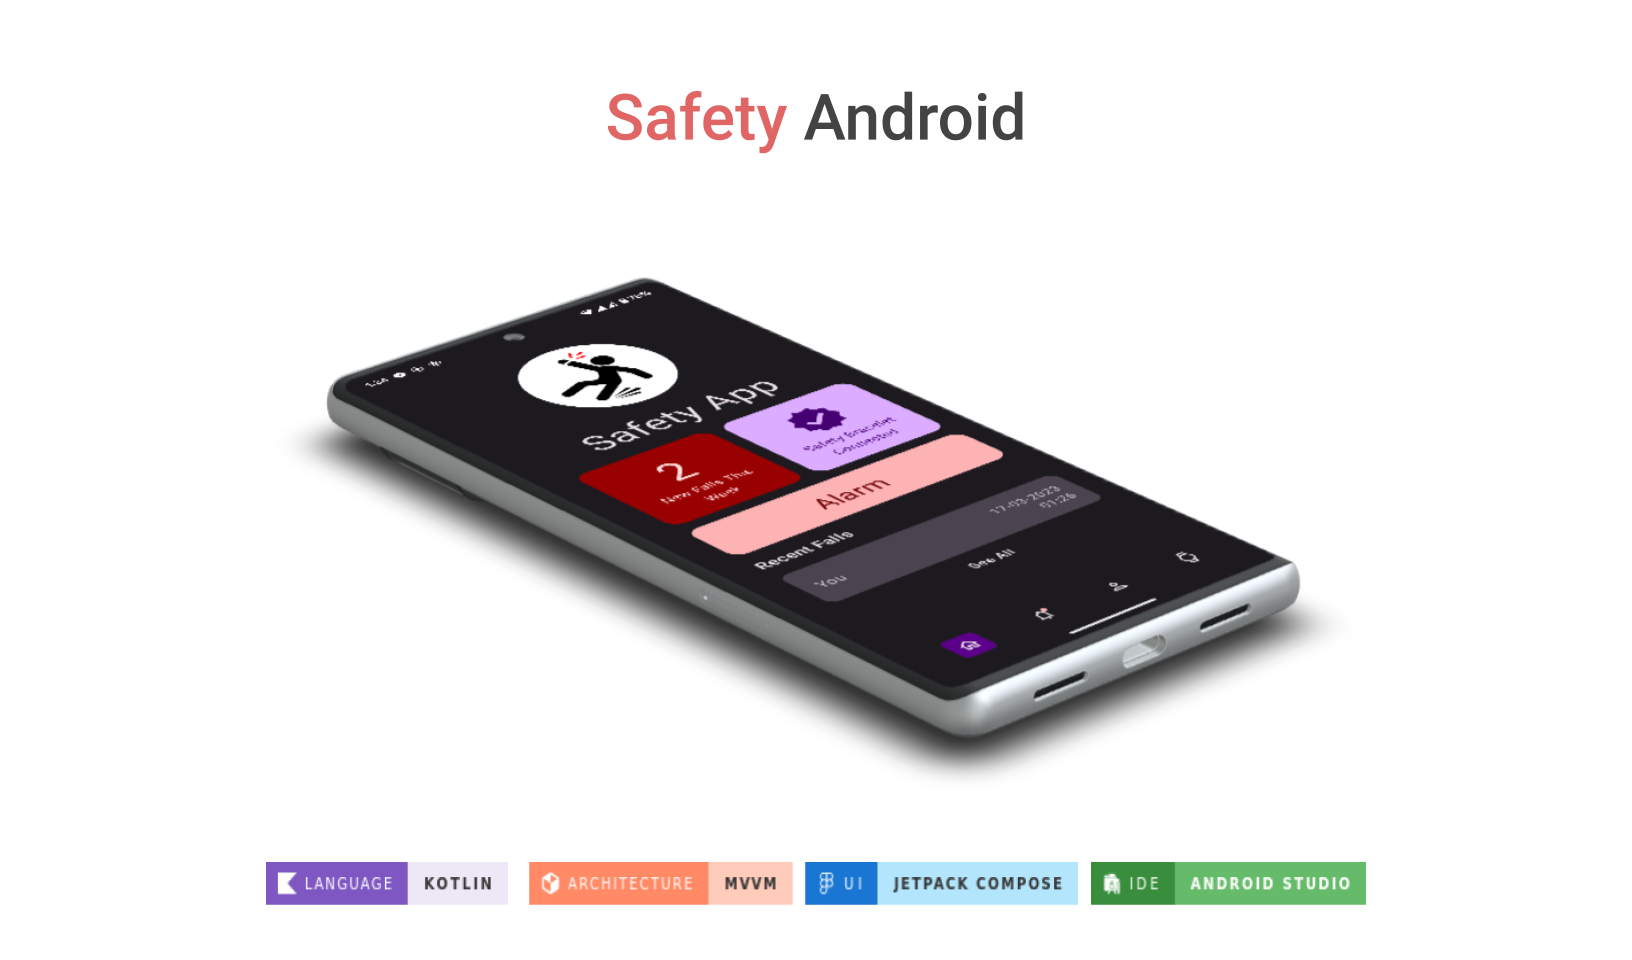 Safety Android
Safety App
2
New Falls This
Week
Safety Bracelet
Connected
Alarm
Recent Falls
You
17-03-2023
01:26
See All
LANGUAGE KOTLIN
ARCHITECTURE MVVM
UI JETPACK COMPOSE
IDE ANDROID STUDIO